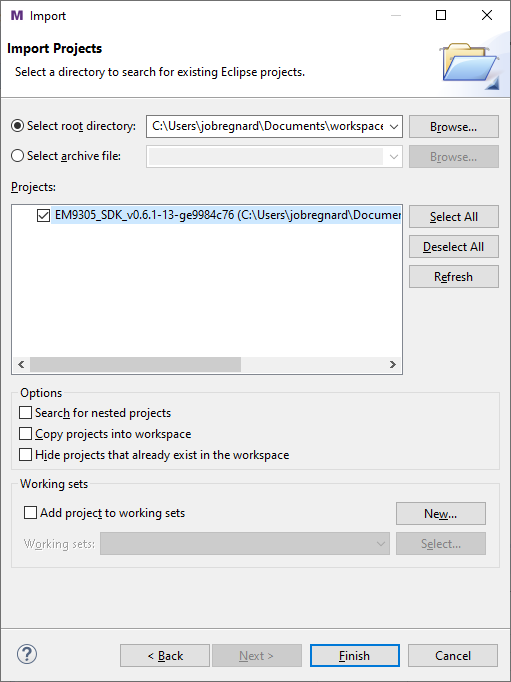 M Import
Import Projects
Select a directory to search for existing Eclipse projects.
Select root directory: C:\Users\jobregnard\Documents\workspace Browse...
Select archive file: Browse...
Projects:
EM9305_SDK_v0.6.1-13-ge9984c76 (C:\Users\jobregnard\Documen
Select All
Deselect All
Refresh
Options
Search for nested projects
Copy projects into workspace
Hide projects that already exist in the workspace
Working sets
Add project to working sets New...
Working sets: Select...
? < Back Next > Finish Cancel